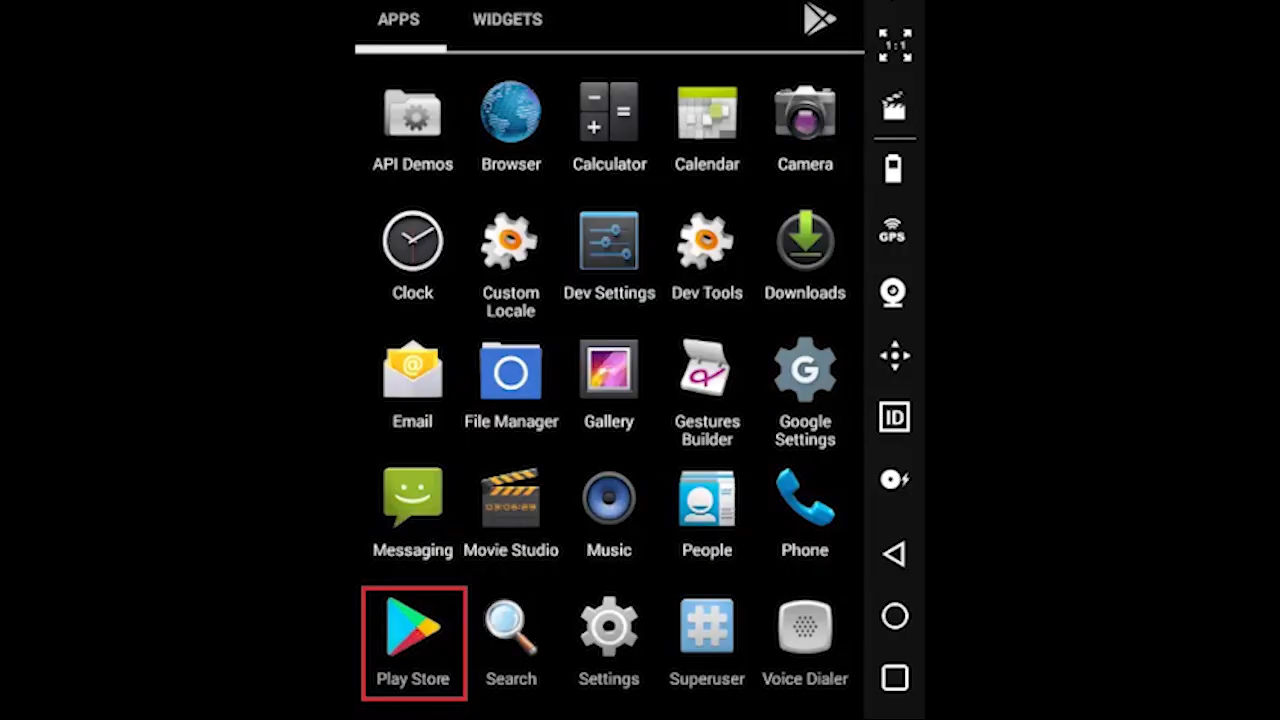 APPS WIDGETS
1:1
API Demos Browser Calculator Calendar Camera
GPS
Clock Custom Locale Dev Settings Dev Tools Downloads
Email File Manager Gallery Gestures Builder Google Settings
ID
Messaging Movie Studio Music People Phone
Play Store Search Settings Superuser Voice Dialer